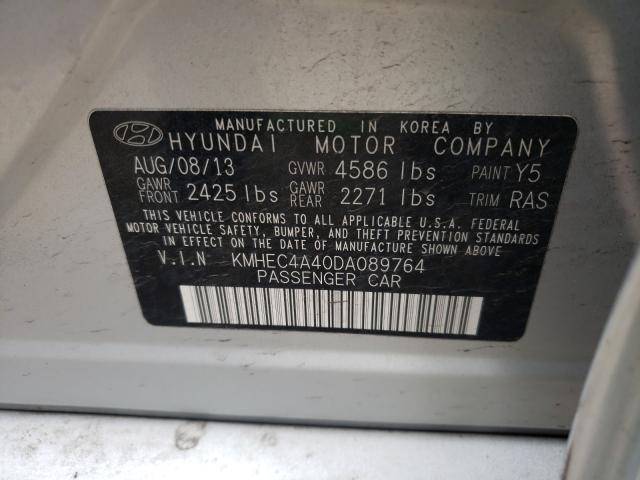 MANUFACTURED IN KOREA BY
HYUNDAI MOTOR COMPANY
AUG/08/13 GVWR 4586 lbs PAINT Y5
GAWR FRONT 2425 lbs GAWR REAR 2271 lbs TRIM RAS
THIS VEHICLE CONFORMS TO ALL APPLICABLE U.S.A. FEDERAL
MOTOR VEHICLE SAFETY, BUMPER, AND THEFT PREVENTION STANDARDS
IN EFFECT ON THE DATE OF MANUFACTURE SHOWN ABOVE
V.I.N KMHEC4A40DA089764
PASSENGER CAR